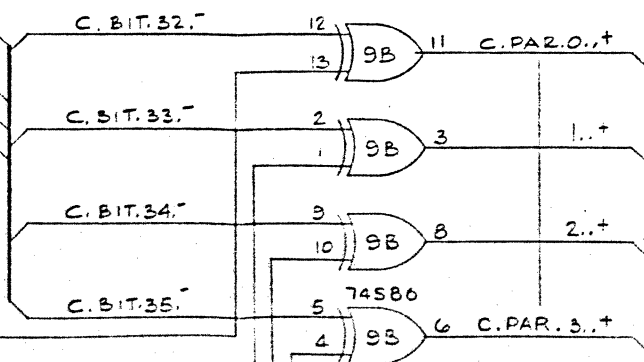 C. BIT.32.-
12
13
9B
11
C.PAR.0..+
C. BIT.33.-
2
1
9B
3
1..+
C. BIT.34.-
9
10
9B
8
2..+
74S86
C. BIT.35.-
5
4
9B
6
C.PAR. 3..+